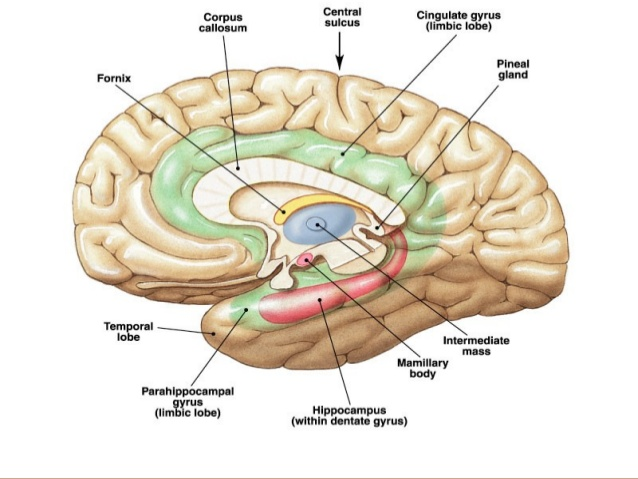 Corpus
callosum
Central
sulcus
Cingulate gyrus
(limbic lobe)
Pineal
gland
Fornix
Temporal
lobe
Parahippocampal
gyrus
(limbic lobe)
Hippocampus
(within dentate gyrus)
Mamillary
body
Intermediate
mass